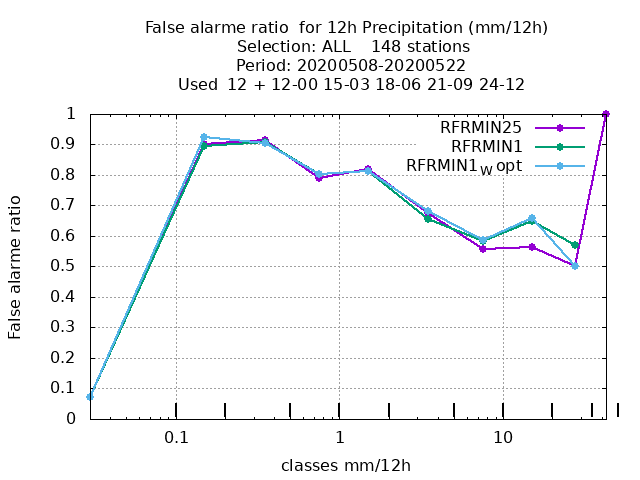 False alarme ratio  for 12h Precipitation (mm/12h)
Selection: ALL    148 stations
Period: 20200508-20200522
Used  12 + 12-00 15-03 18-06 21-09 24-12
RFRMIN25
RFRMIN1
RFRMIN1W opt
False alarme ratio
1
0.9
0.8
0.7
0.6
0.5
0.4
0.3
0.2
0.1
0
0.1 1 10
classes mm/12h